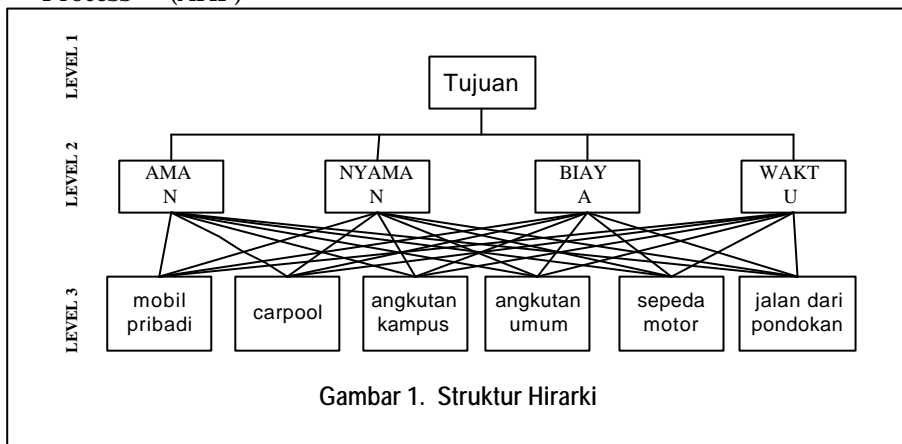 Process (AHP)
LEVEL 1
Tujuan
LEVEL 2
AMA
N
NYAMA
N
BIAY
A
WAKT
U
LEVEL 3
mobil
pribadi
carpool
angkutan
kampus
angkutan
umum
sepeda
motor
jalan dari
pondokan
Gambar 1. Struktur Hirarki